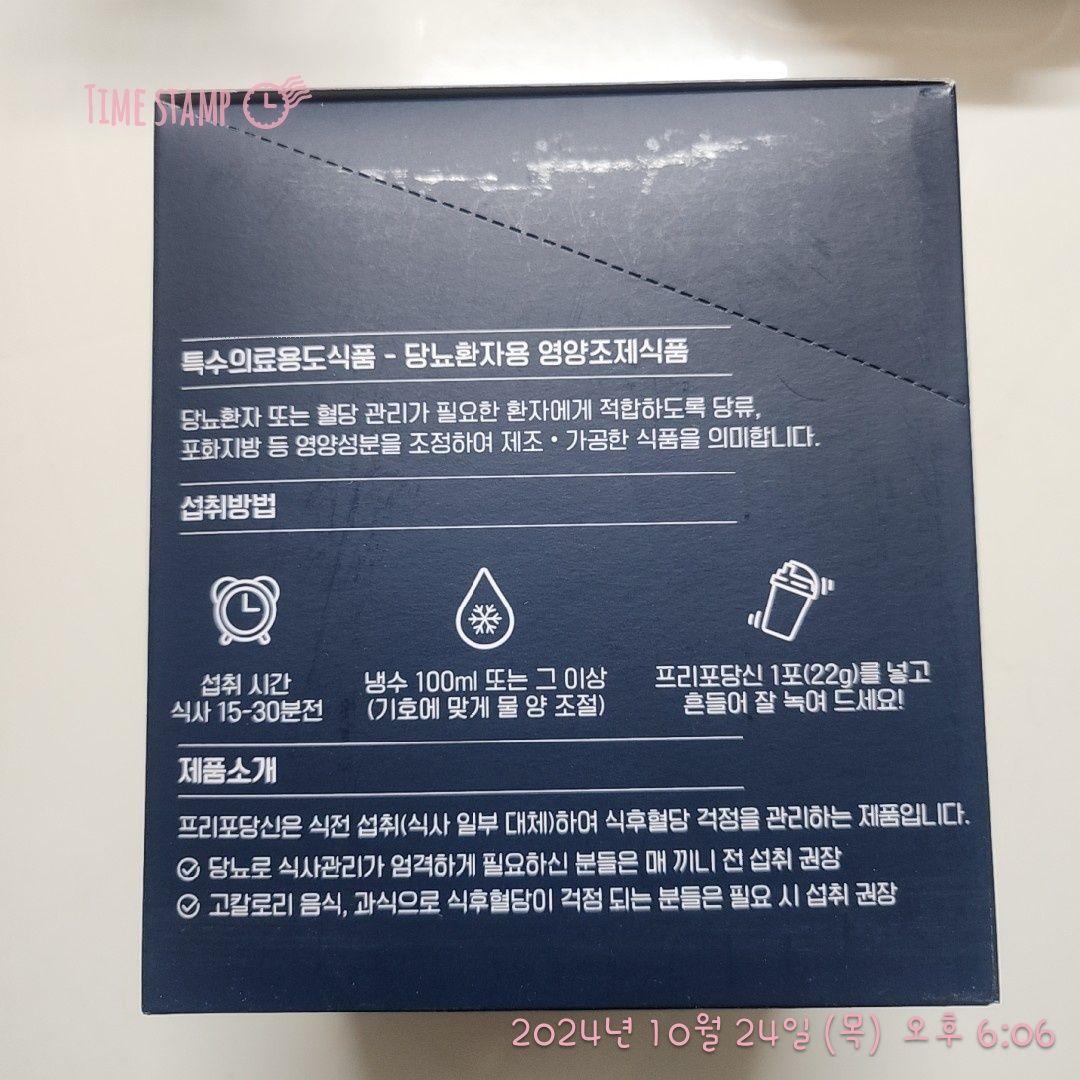 TIME STAMP
특수의료용도식품 - 당뇨환자용 영양조제식품
당뇨환자 또는 혈당 관리가 필요한 환자에게 적합하도록 당류,
포화지방 등 영양성분을 조정하여 제조 • 가공한 식품을 의미합니다.
섭취방법
섭취 시간
식사 15-30분전
냉수 100ml 또는 그 이상
(기호에 맞게 물 양 조절)
프리포당신 1포(22g)를 넣고
흔들어 잘 녹여 드세요!
제품소개
프리포당신은 식전 섭취(식사 일부 대체)하여 식후혈당 걱정을 관리하는 제품입니다.
당뇨로 식사관리가 엄격하게 필요하신 분들은 매 끼니 전 섭취 권장
고칼로리 음식, 과식으로 식후혈당이 걱정 되는 분들은 필요 시 섭취 권장
2024년 10월 24일 (목) 오후 6:06